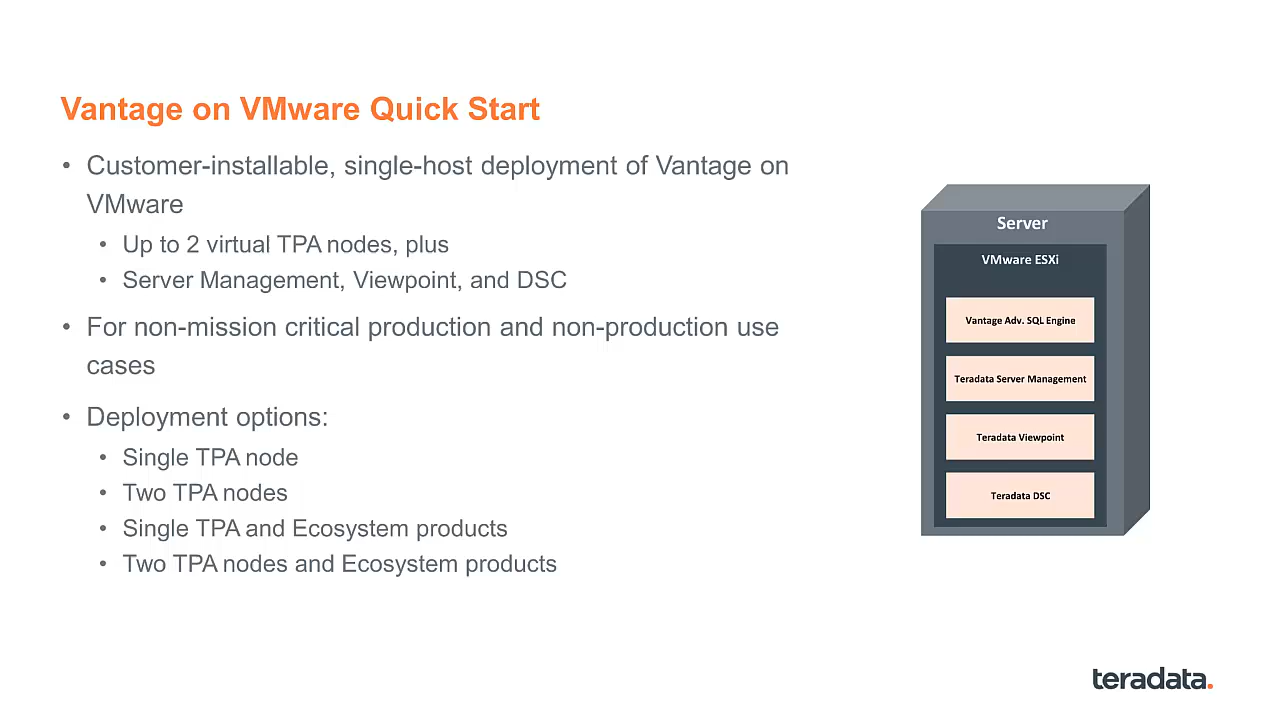 Vantage on VMware Quick Start
• Customer-installable, single-host deployment of Vantage on
VMware
• Up to 2 virtual TPA nodes, plus
• Server Management, Viewpoint, and DSC
• For non-mission critical production and non-production use
cases
• Deployment options:
• Single TPA node
• Two TPA nodes
• Single TPA and Ecosystem products
• Two TPA nodes and Ecosystem products
Server
VMware ESXi
Vantage Adv. SQL Engine
Teradata Server Management
Teradata Viewpoint
Teradata DSC
teradata.